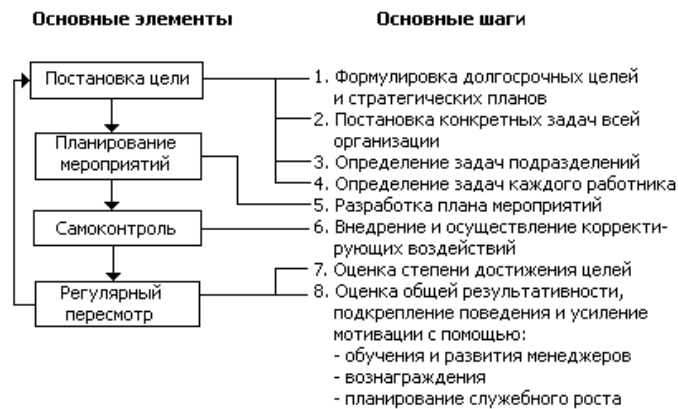 Основные элементы
Основные шаги
Постановка цели
Планирование
мероприятий
Самоконтроль
Регулярный
пересмотр
1. Формулировка долгосрочных целей
и стратегических планов
2. Постановка конкретных задач всей
организации
3. Определение задач подразделений
4. Определение задач каждого работника
5. Разработка плана мероприятий
6. Внедрение и осуществление корректи-
рующих воздействий
7. Оценка степени достижения целей
8. Оценка общей результативности,
подкрепление поведения и усиление
мотивации с помощью:
- обучения и развития менеджеров
- вознаграждения
- планирование служебного роста